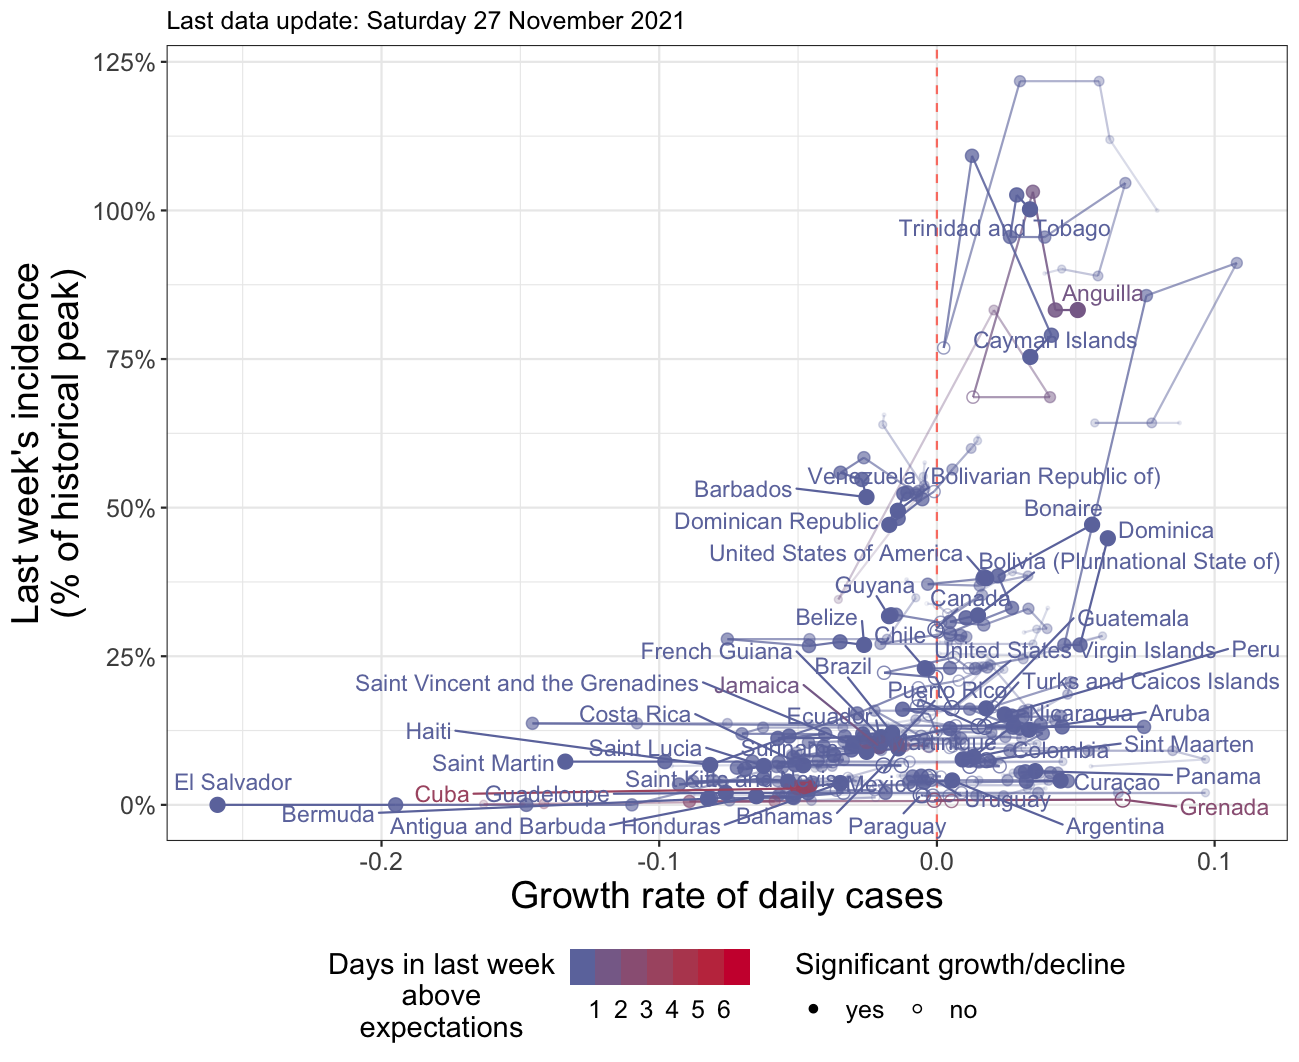 Last data update: Saturday 27 November 2021
Last week's incidence
(% of historical peak)
125%
100%
75%
50%
25%
0%
Trinidad and Tobago
Anguilla
Cayman Islands
Venezuela (Bolivarian Republic of)
Barbados
Bonaire
Dominican Republic
Dominica
United States of America
Bolivia (Plurinational State of)
Guyana
Canada
Belize
Guatemala
Chile
French Guiana
United States Virgin Islands
Peru
Brazil
Saint Vincent and the Grenadines
Jamaica
Puerto Rico
Turks and Caicos Islands
Costa Rica
Ecuador
Nicaragua
Aruba
Haiti
Saint Lucia
Suriname
Martinique
Colombia
Sint Maarten
Saint Martin
El Salvador
Saint Kitts and Nevis
Mexico
Curaçao
Panama
Cuba
Guadeloupe
Uruguay
Grenada
Bermuda
Antigua and Barbuda
Honduras
Bahamas
Paraguay
Argentina
-0.2
-0.1
0.0
0.1
Growth rate of daily cases
Days in last week
above
expectations
1 2 3 4 5 6
Significant growth/decline
yes
no